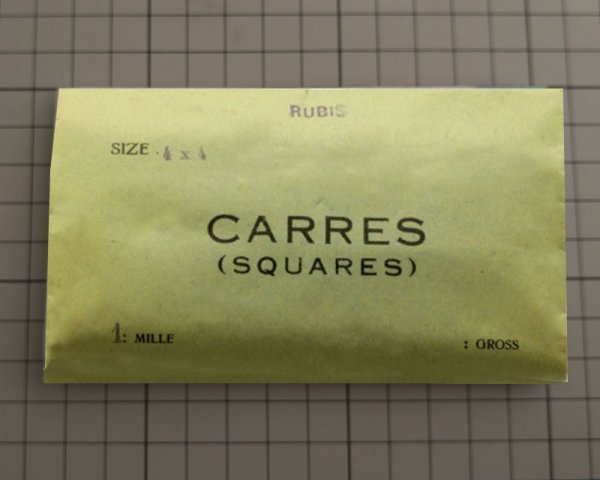 RUBIS
SIZE . 4 x 4
CARRES
(SQUARES)
1: MILLE
: GROSS